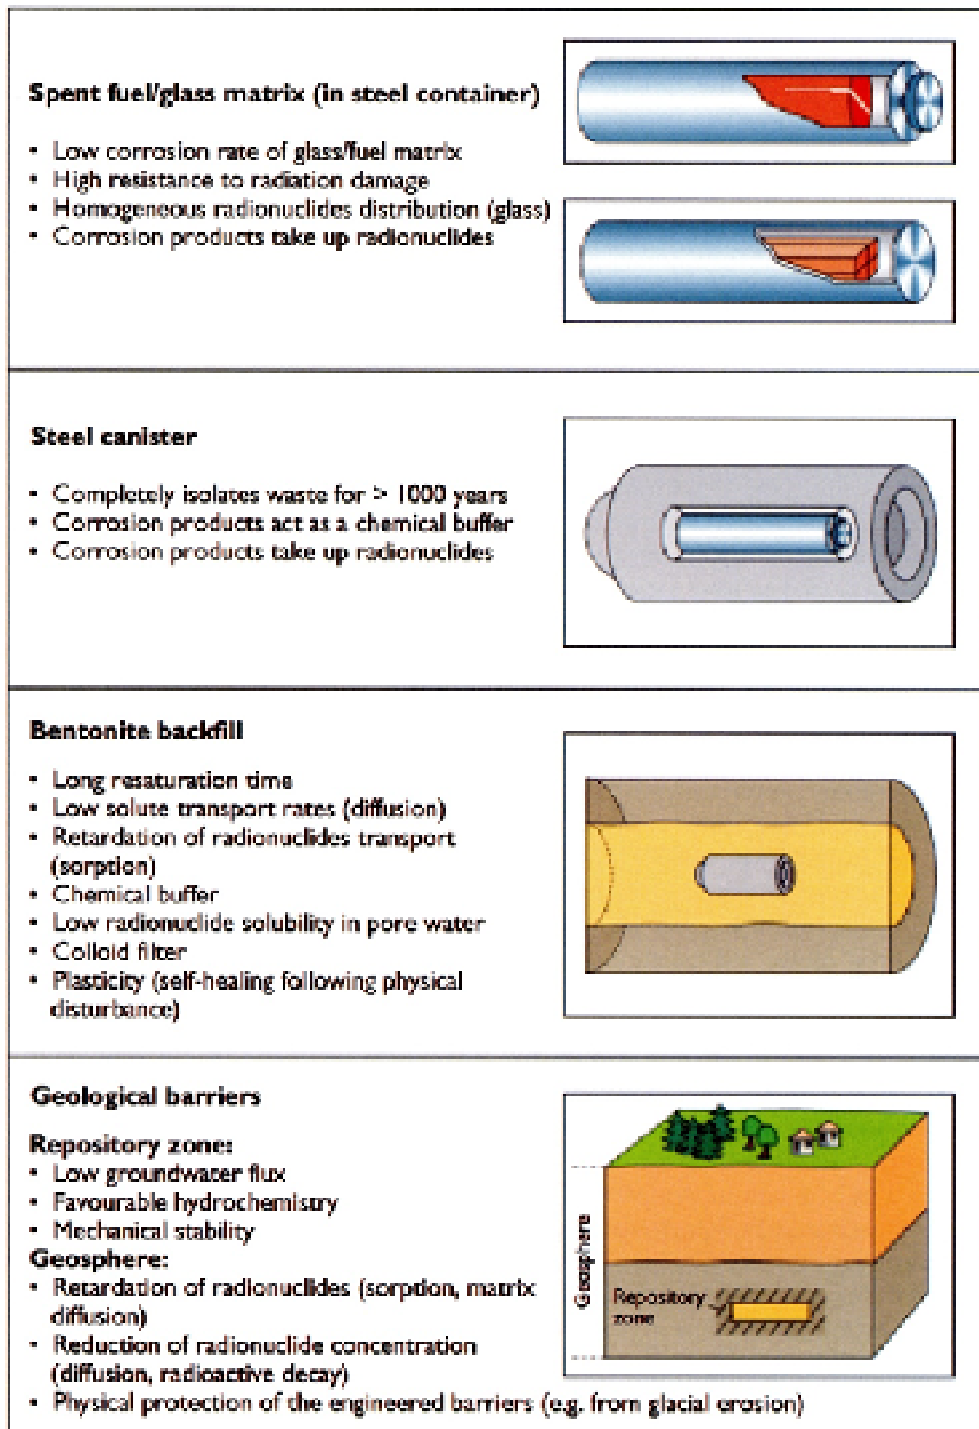 Spent fuel/glass matrix (in steel container)
• Low corrosion rate of glass/fuel matrix
• High resistance to radiation damage
• Homogeneous radionuclides distribution (glass)
• Corrosion products take up radionuclides
Steel canister
• Completely isolates waste for > 1000 years
• Corrosion products act as a chemical buffer
• Corrosion products take up radionuclides
Bentonite backfill
• Long resaturation time
• Low solute transport rates (diffusion)
• Retardation of radionuclides transport
(sorption)
• Chemical buffer
• Low radionuclide solubility in pore water
• Colloid filter
• Plasticity (self-healing following physical
disturbance)
Geological barriers
Repository zone:
• Low groundwater flux
• Favourable hydrochemistry
• Mechanical stability
Geosphere:
• Retardation of radionuclides (sorption, matrix
diffusion)
• Reduction of radionuclide concentration
(diffusion, radioactive decay)
• Physical protection of the engineered barriers (e.g. from glacial erosion)
Geosphere
Repository
zone